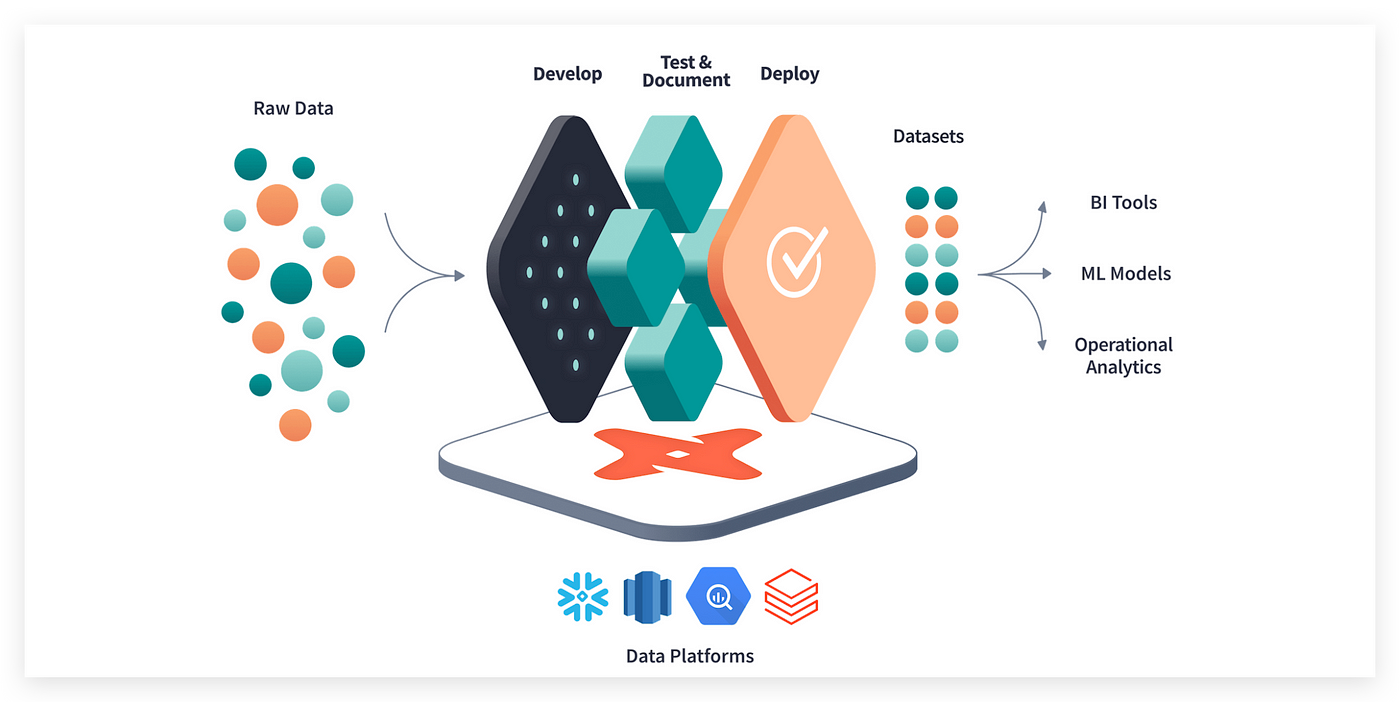 Raw Data
Develop
Test &
Document
Deploy
Datasets
BI Tools
ML Models
Operational
Analytics
Data Platforms